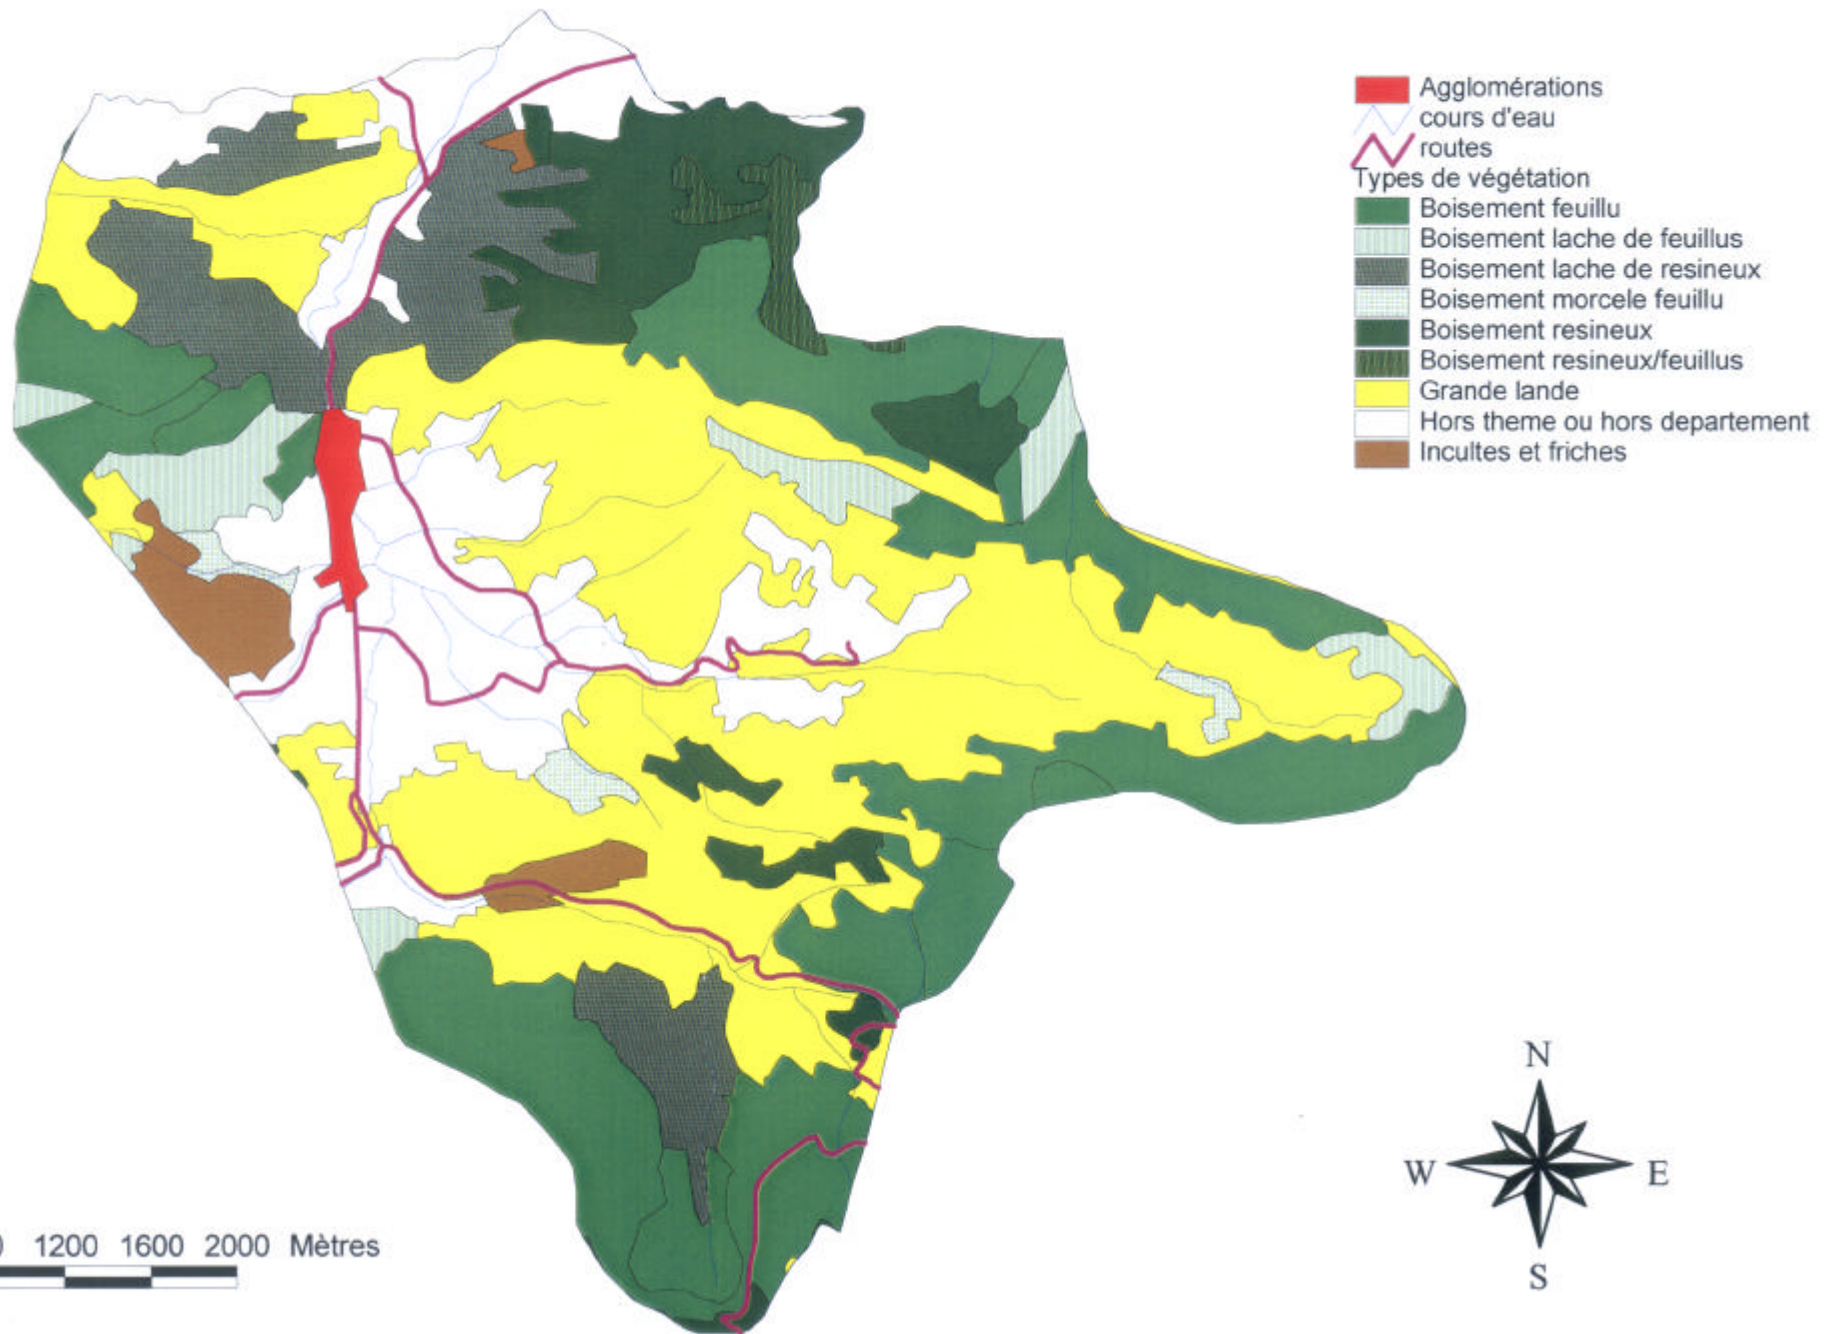 Agglomérations
cours d'eau
routes
Types de végétation
Boisement feuillu
Boisement lache de feuillus
Boisement lache de resineux
Boisement morcele feuillu
Boisement resineux
Boisement resineux/feuillus
Grande lande
Hors theme ou hors departement
Incultes et friches
N
W E
S
1200 1600 2000 Mètres